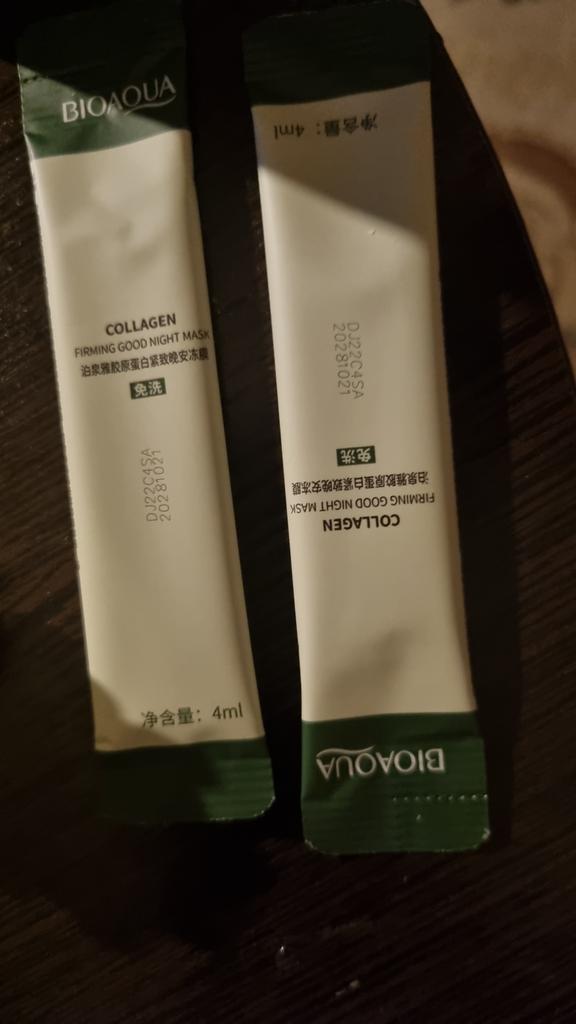 BIOAQUA
COLLAGEN
FIRMING GOOD NIGHT MASK
泊泉雅胶原蛋白紧致晚安冻膜
免洗
DJ22C4SA
20281021
净含量：4ml
BIOAQUA
COLLAGEN
FIRMING GOOD NIGHT MASK
泊泉雅胶原蛋白紧致晚安冻膜
免洗
DJ22C4SA
20281021
净含量：4ml